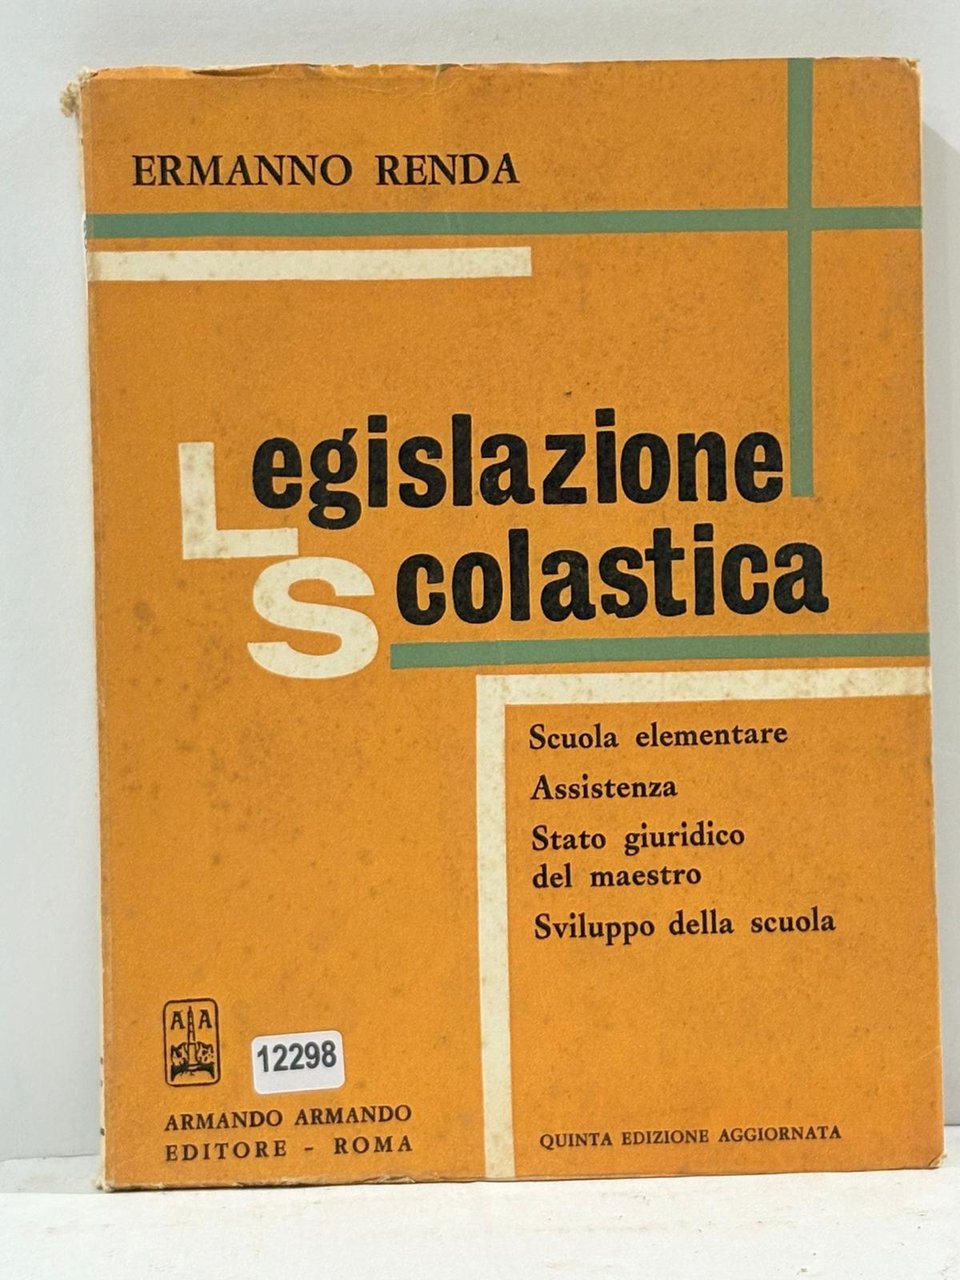 ERMANNO RENDA
Legislazione
Scolastica
Scuola elementare
Assistenza
Stato giuridico
del maestro
Sviluppo della scuola
A A
12298
ARMANDO ARMANDO
EDITORE - ROMA
QUINTA EDIZIONE AGGIORNATA